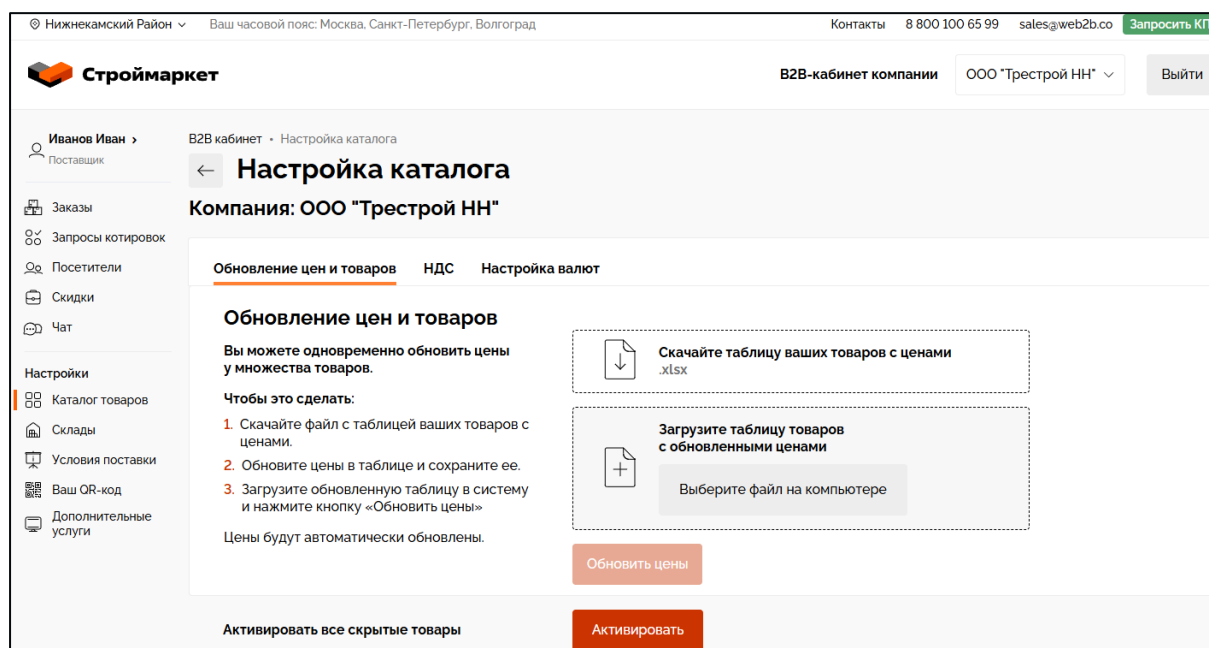 Нижнекамский Район
Ваш часовой пояс: Москва, Санкт-Петербург, Волгоград
Контакты
8 800 100 65 99
sales@web2b.co
Запросить КП
Строймаркет
B2B-кабинет компании
ООО "Трестрой НН"
Выйти
Иванов Иван >
Поставщик
Заказы
Запросы котировок
Посетители
Скидки
Чат
Настройки
Каталог товаров
Склады
Условия поставки
Ваш QR-код
Дополнительные
услуги
B2B кабинет • Настройка каталога
← Настройка каталога
Компания: ООО "Трестрой НН"
Обновление цен и товаров
НДС
Настройка валют
Обновление цен и товаров
Вы можете одновременно обновить цены
у множества товаров.
Чтобы это сделать:
1. Скачайте файл с таблицей ваших товаров с
ценами.
2. Обновите цены в таблице и сохраните ее.
3. Загрузите обновленную таблицу в систему
и нажмите кнопку «Обновить цены»
Цены будут автоматически обновлены.
Скачайте таблицу ваших товаров с ценами
.xlsx
Загрузите таблицу товаров
с обновленными ценами
Выберите файл на компьютере
Обновить цены
Активировать все скрытые товары
Активировать